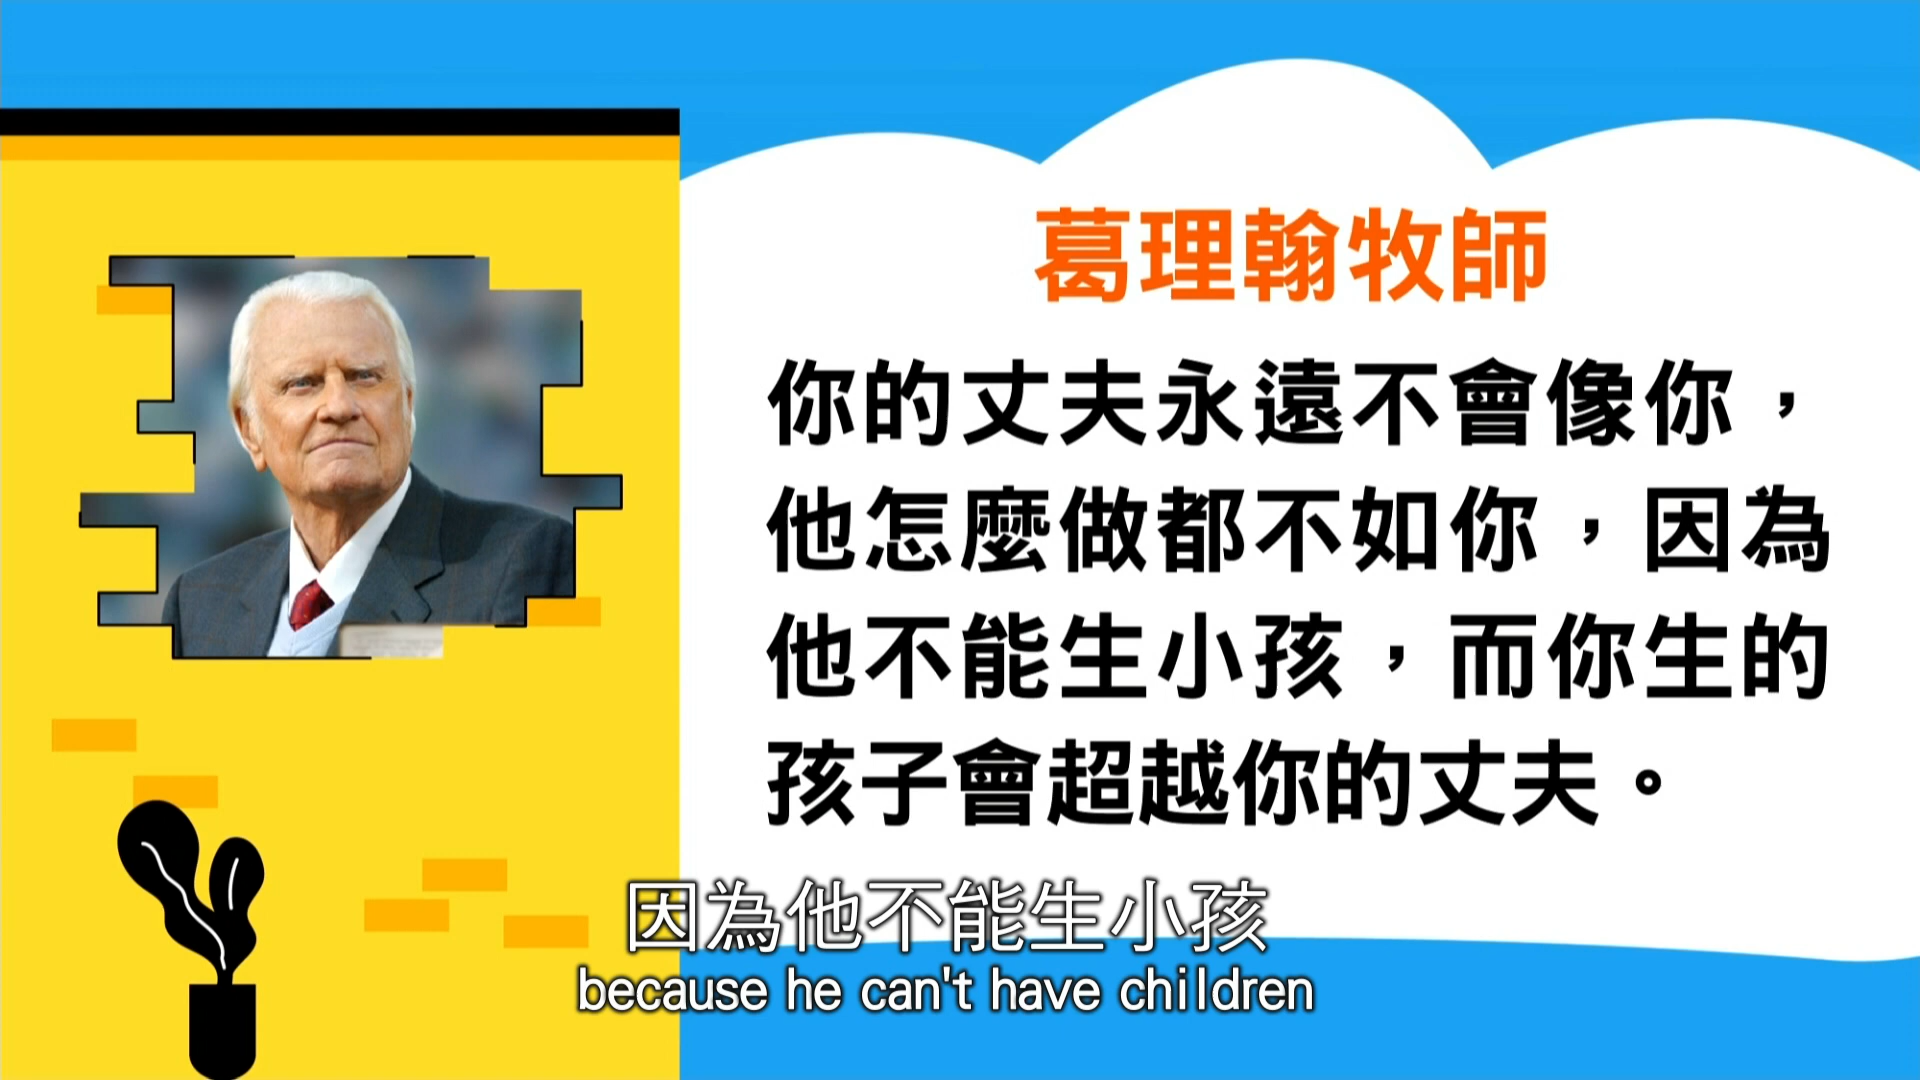 葛理翰牧師
你的丈夫永遠不會像你，
他怎麼做都不如你，因為
他不能生小孩，而你生的
孩子會超越你的丈夫。
因為他不能生小孩
because he can't have children